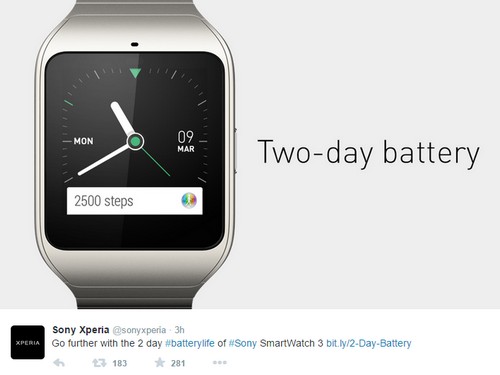 MON
09
MAR
2500 steps
Two-day battery
XPERIA
Sony Xperia @sonyxperia · 3h
Go further with the 2 day #batterylife of #Sony SmartWatch 3 bit.ly/2-Day-Battery
183 281